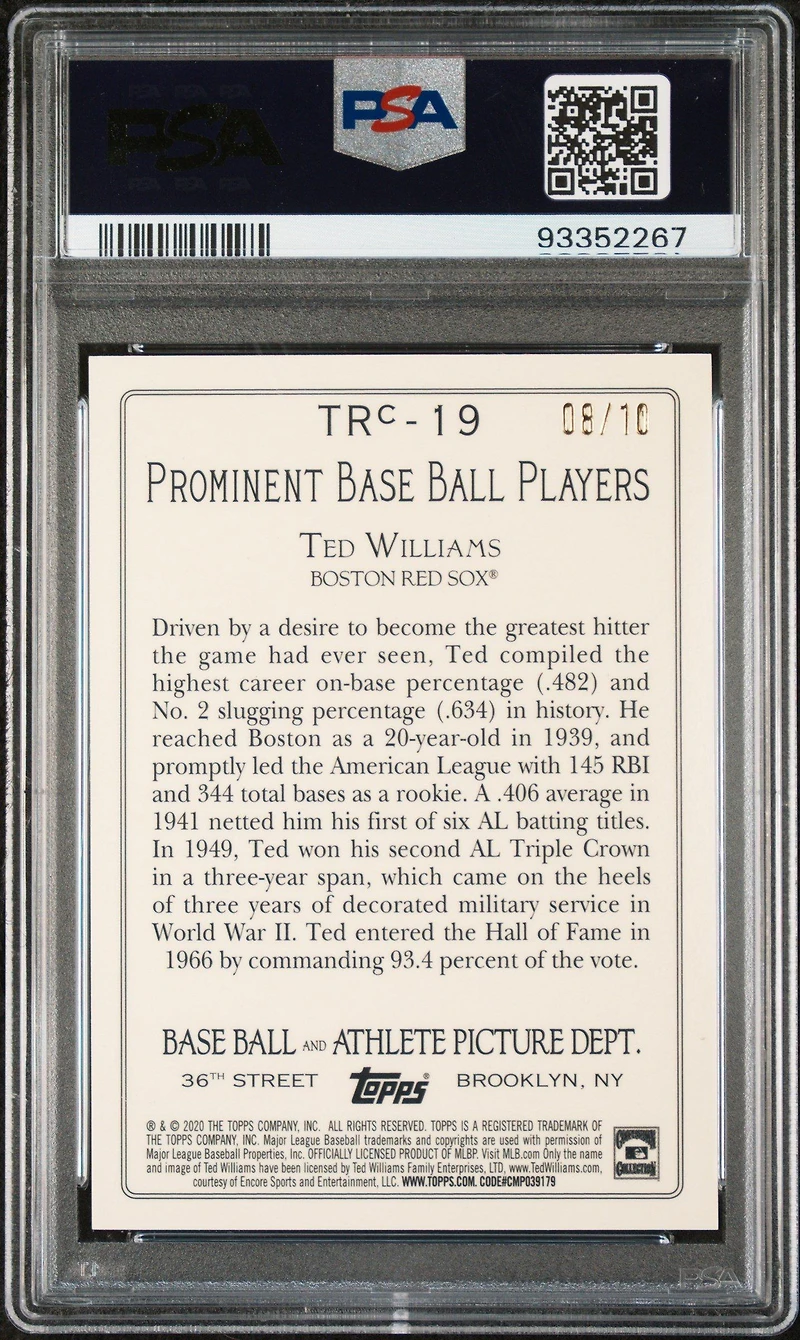 PSA
PSA
93352267
TRC-19
08/10
PROMINENT BASE BALL PLAYERS
TED WILLIAMS
BOSTON RED SOX®
Driven by a desire to become the greatest hitter
the game had ever seen, Ted compiled the
highest career on-base percentage (.482) and
No. 2 slugging percentage (.634) in history. He
reached Boston as a 20-year-old in 1939, and
promptly led the American League with 145 RBI
and 344 total bases as a rookie. A .406 average in
1941 netted him his first of six AL batting titles.
In 1949, Ted won his second AL Triple Crown
in a three-year span, which came on the heels
of three years of decorated military service in
World War II. Ted entered the Hall of Fame in
1966 by commanding 93.4 percent of the vote.
BASE BALL AND ATHLETE PICTURE DEPT.
36TH STREET Topps® BROOKLYN, NY
® & © 2020 THE TOPPS COMPANY, INC. ALL RIGHTS RESERVED. TOPPS IS A REGISTERED TRADEMARK OF
THE TOPPS COMPANY, INC. Major League Baseball trademarks and copyrights are used with permission of
Major League Baseball Properties, Inc. OFFICIALLY LICENSED PRODUCT OF MLBP. Visit MLB.com Only the name
and image of Ted Williams have been licensed by Ted Williams Family Enterprises, LTD, www.TedWilliams.com,
courtesy of Encore Sports and Entertainment, LLC. WWW.TOPPS.COM. CODE#CMP039179
COOPERSTOWN
COLLECTION
PSA